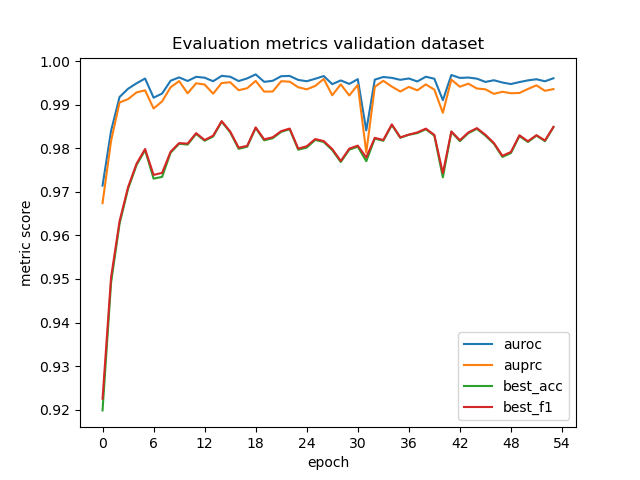 Evaluation metrics validation dataset
1.00
0.99
0.98
0.97
0.96
0.95
0.94
0.93
0.92
metric score
0 6 12 18 24 30 36 42 48 54
epoch
auroc
auprc
best_acc
best_f1